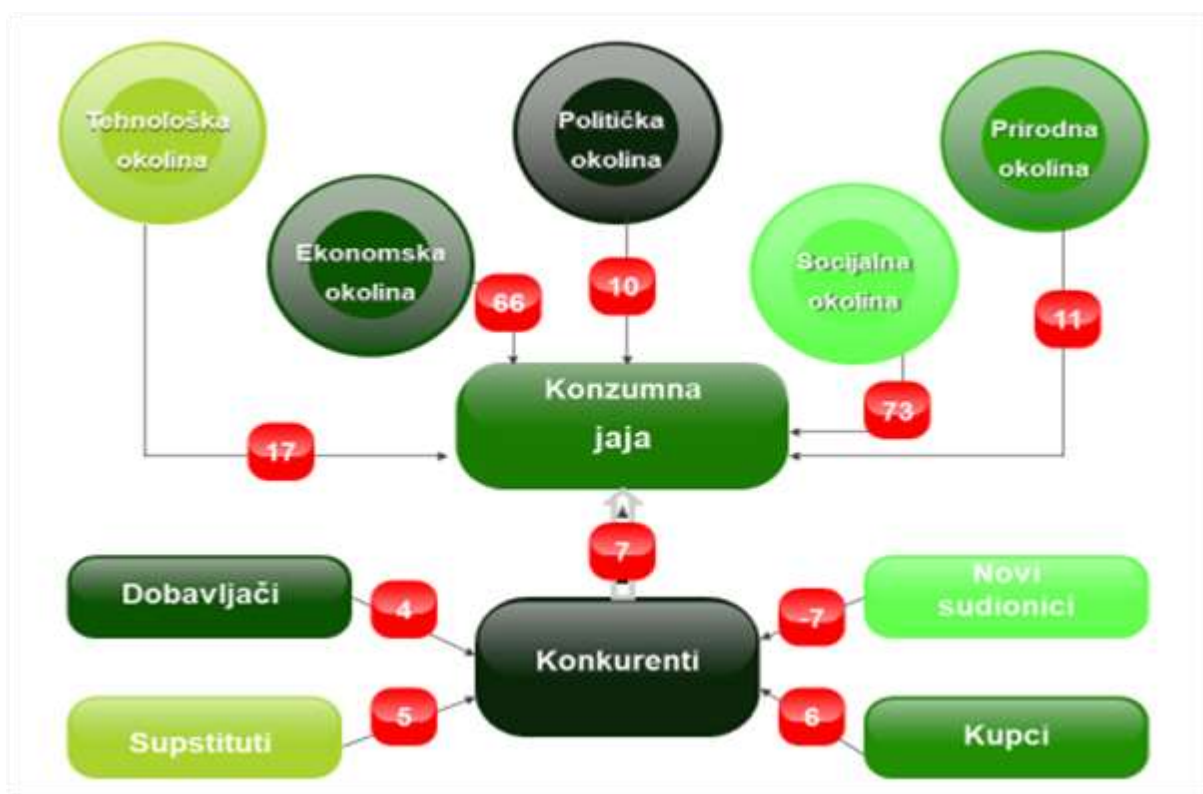 Tehnološka
okolina
Politička
okolina
Prirodna
okolina
Ekonomska
okolina
Socijalna
okolina
66
10
11
Konzumna
jaja
73
17
7
Dobavljači
4
Novi
sudionici
-7
Konkurenti
Supstituti
5
6
Kupci